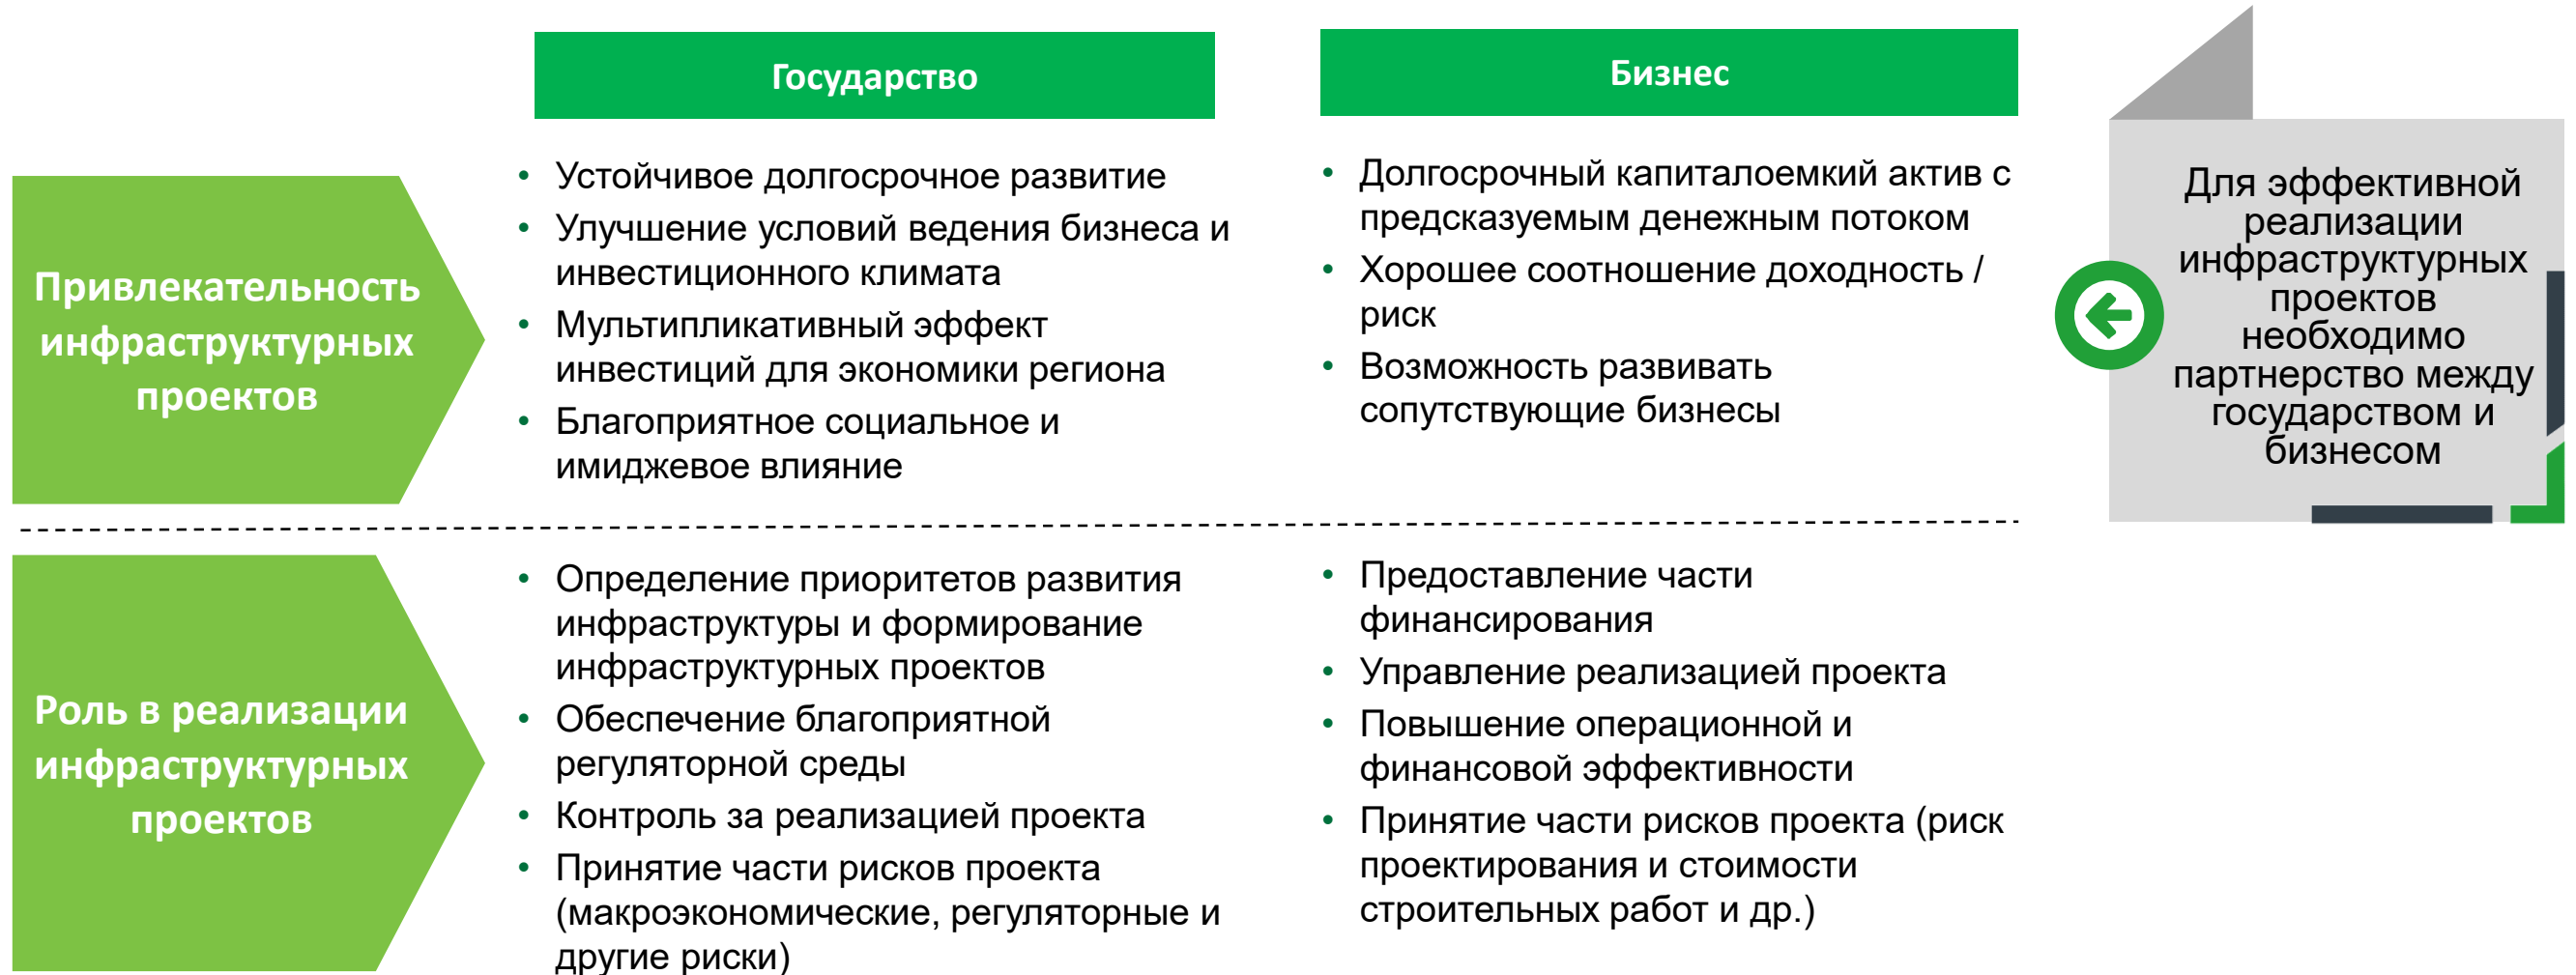 Государство
Бизнес
Привлекательность
инфраструктурных
проектов
• Устойчивое долгосрочное развитие
• Улучшение условий ведения бизнеса и
инвестиционного климата
• Мультипликативный эффект
инвестиций для экономики региона
• Благоприятное социальное и
имиджевое влияние
• Долгосрочный капиталоемкий актив с
предсказуемым денежным потоком
• Хорошее соотношение доходность /
риск
• Возможность развивать
сопутствующие бизнесы
Для эффективной
реализации
инфраструктурных
проектов
необходимо
партнерство между
государством и
бизнесом
Роль в реализации
инфраструктурных
проектов
• Определение приоритетов развития
инфраструктуры и формирование
инфраструктурных проектов
• Обеспечение благоприятной
регуляторной среды
• Контроль за реализацией проекта
• Принятие части рисков проекта
(макроэкономические, регуляторные и
другие риски)
• Предоставление части
финансирования
• Управление реализацией проекта
• Повышение операционной и
финансовой эффективности
• Принятие части рисков проекта (риск
проектирования и стоимости
строительных работ и др.)